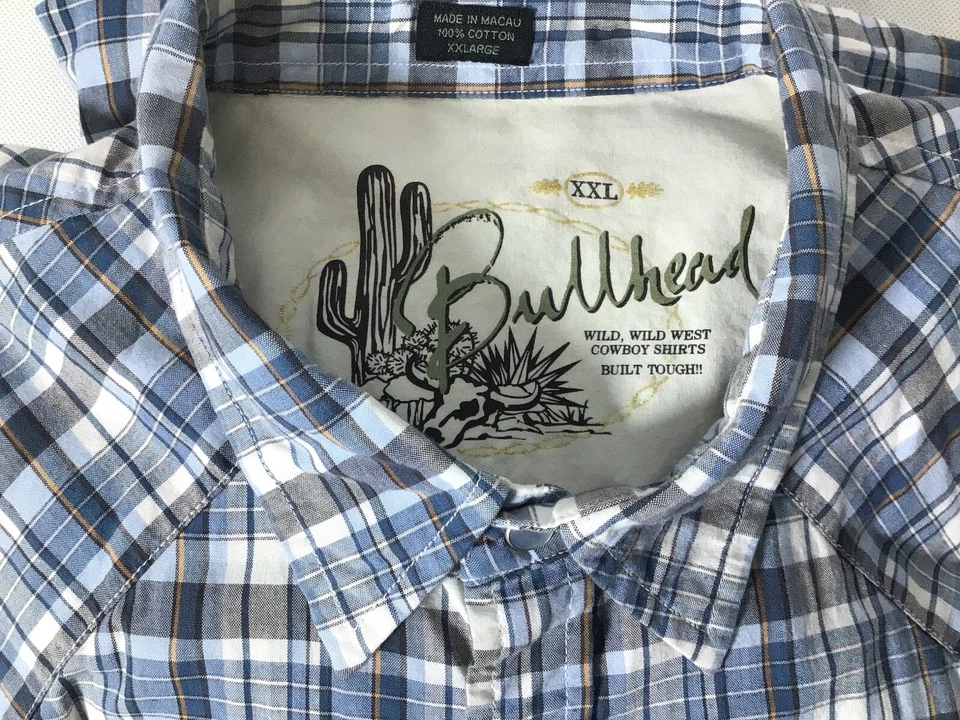 MADE IN MACAU
100% COTTON
XXLARGE
XXL
Bullhead
WILD, WILD WEST
COWBOY SHIRTS
BUILT TOUGH!!